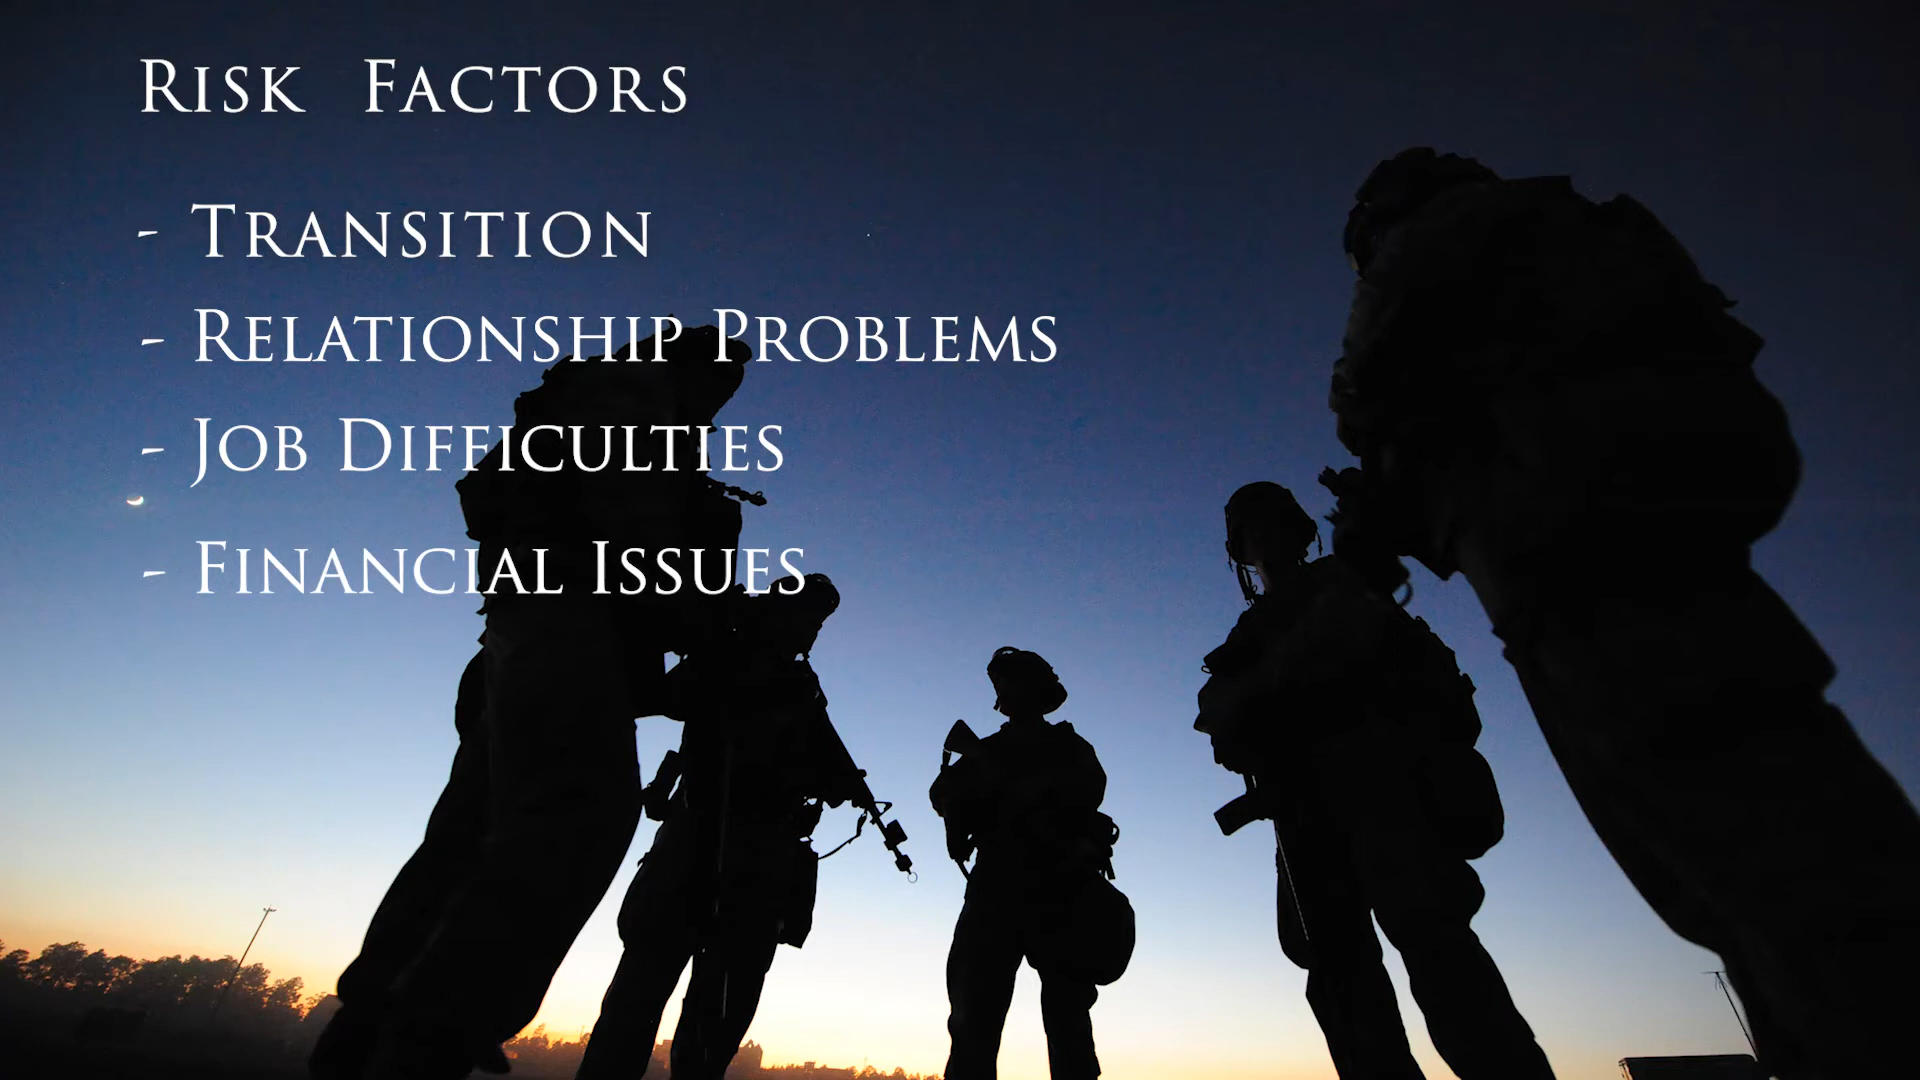 Risk Factors
- Transition
- Relationship Problems
- Job Difficulties
- Financial Issues